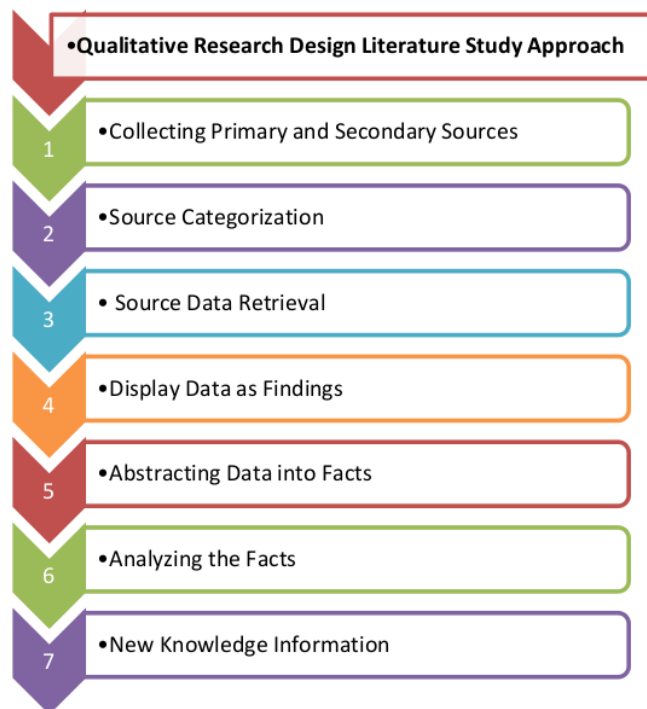 •Qualitative Research Design Literature Study Approach
1
•Collecting Primary and Secondary Sources
2
•Source Categorization
3
• Source Data Retrieval
4
•Display Data as Findings
5
•Abstracting Data into Facts
6
•Analyzing the Facts
7
•New Knowledge Information